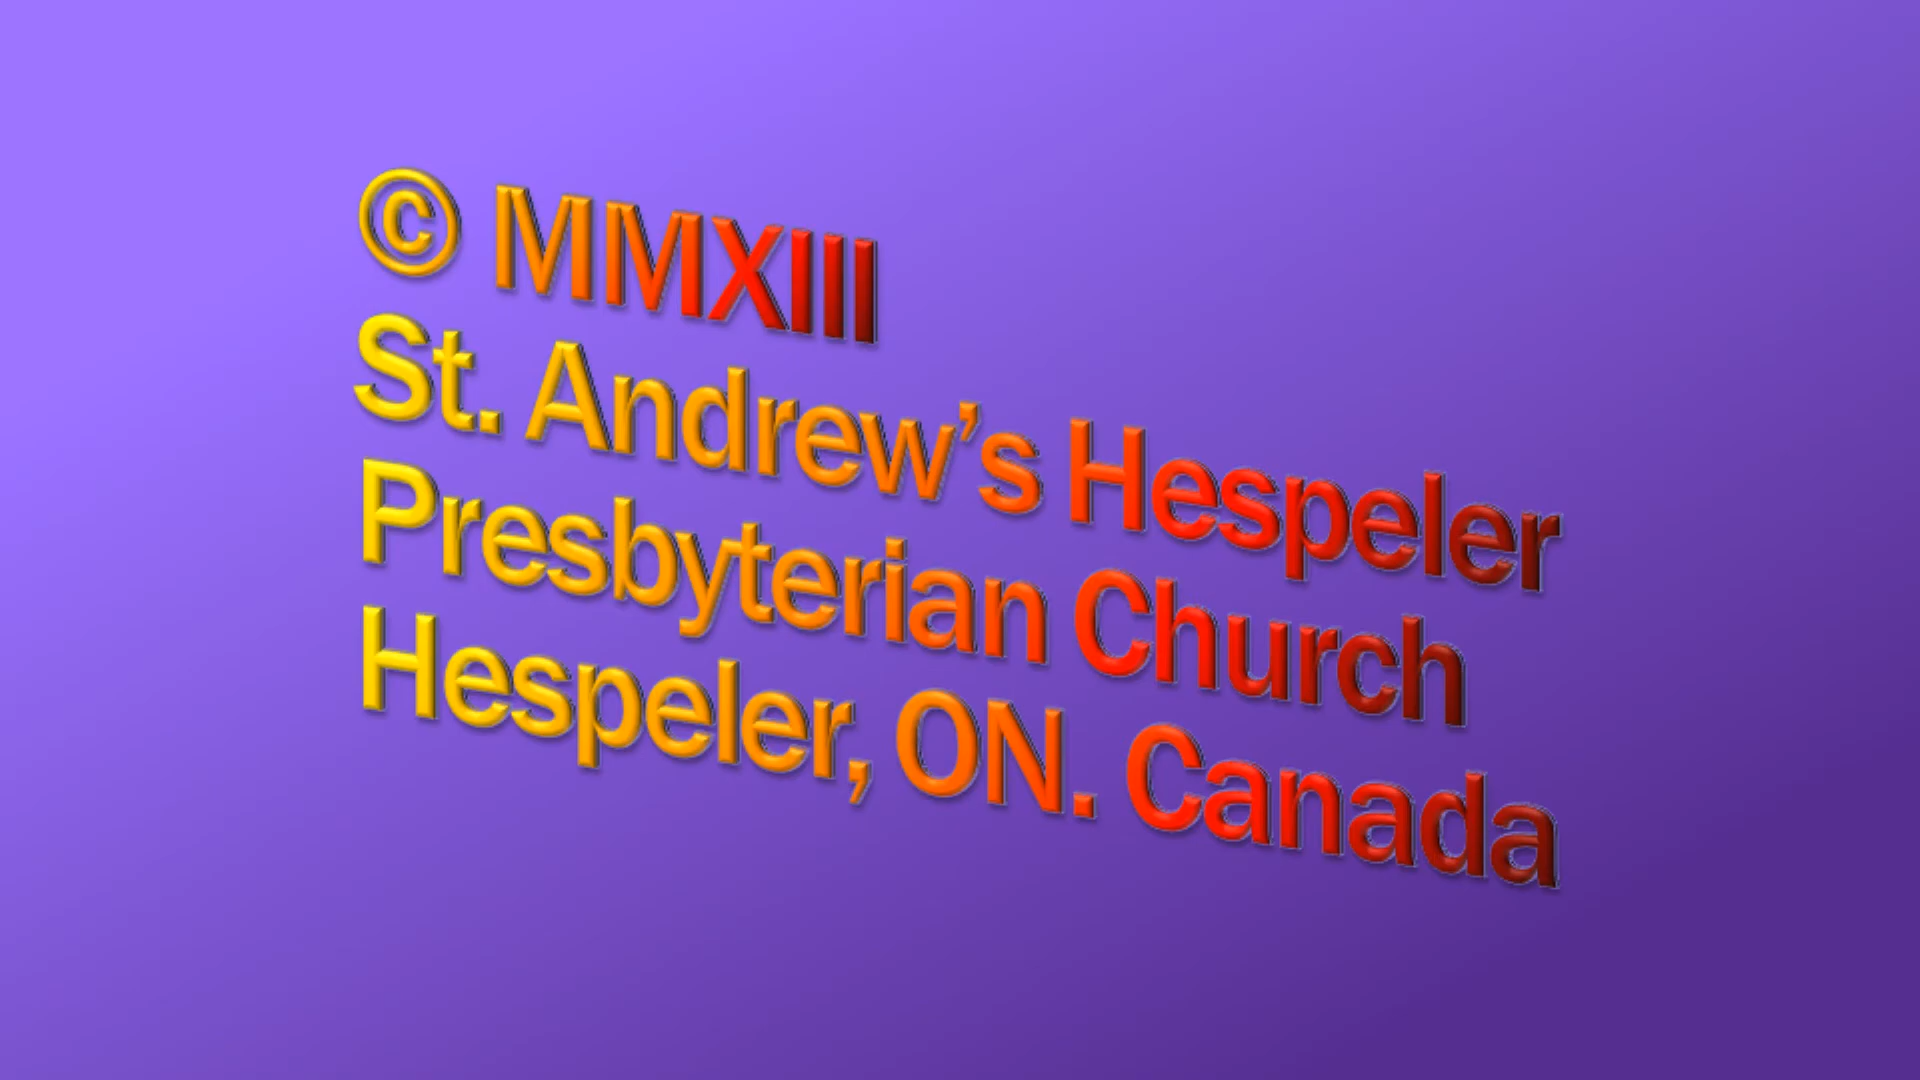 © MMXIII
St. Andrew’s Hespeler
Presbyterian Church
Hespeler, ON. Canada